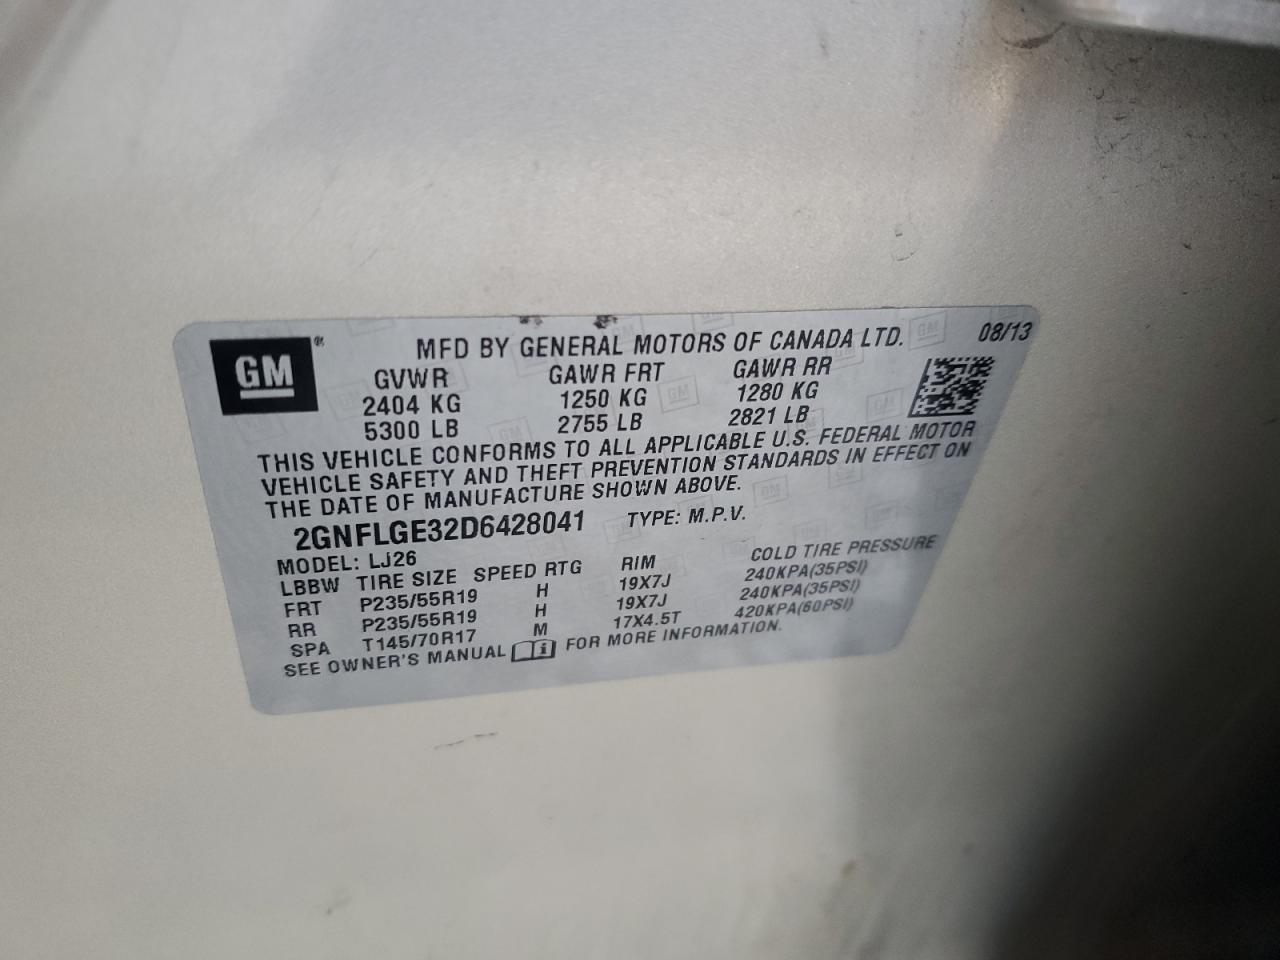 GM®
MFD BY GENERAL MOTORS OF CANADA LTD. 08/13
GVWR GAWR FRT GAWR RR
2404 KG 1250 KG 1280 KG
5300 LB 2755 LB 2821 LB
THIS VEHICLE CONFORMS TO ALL APPLICABLE U.S. FEDERAL MOTOR
VEHICLE SAFETY AND THEFT PREVENTION STANDARDS IN EFFECT ON
THE DATE OF MANUFACTURE SHOWN ABOVE.
2GNFLGE32D6428041 TYPE: M.P.V.
MODEL: LJ26
LBBW TIRE SIZE SPEED RTG RIM COLD TIRE PRESSURE
FRT P235/55R19 H 19X7J 240KPA(35PSI)
RR P235/55R19 H 19X7J 240KPA(35PSI)
SPA T145/70R17 M 17X4.5T 420KPA(60PSI)
SEE OWNER'S MANUAL FOR MORE INFORMATION.